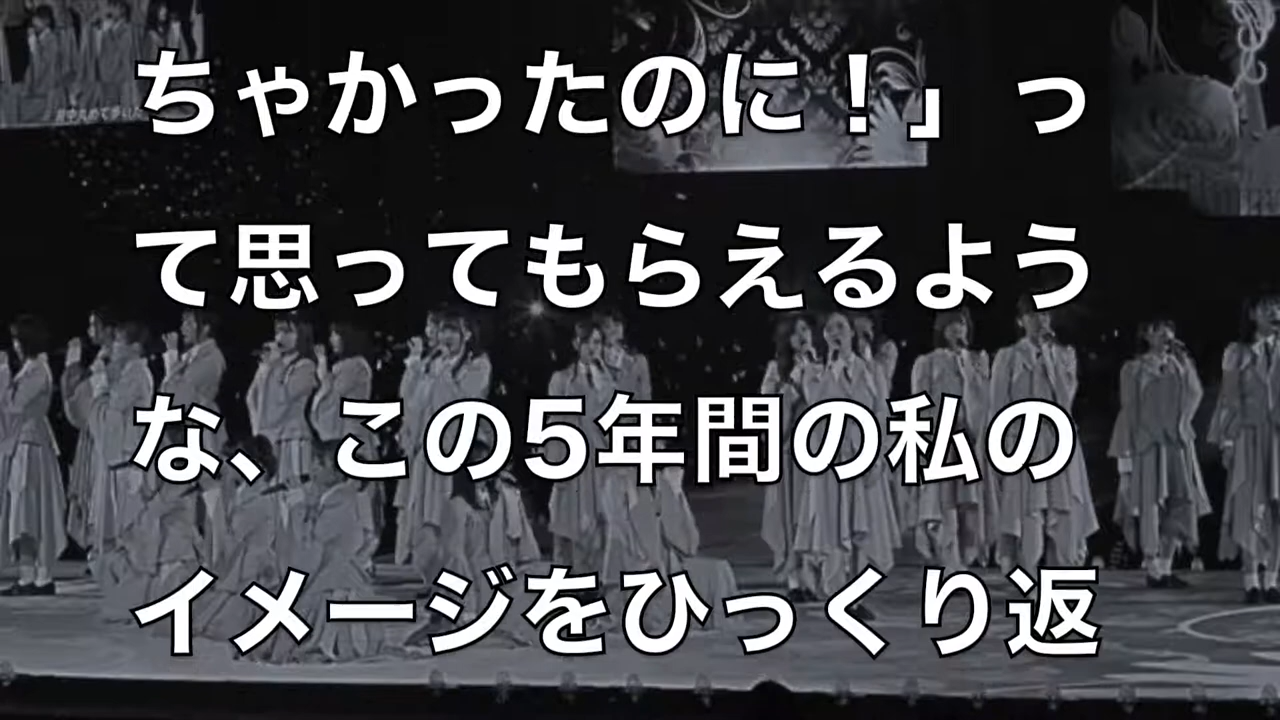 ちゃかったのに！」っ
て思ってもらえるよう
な、この5年間の私の
イメージをひっくり返